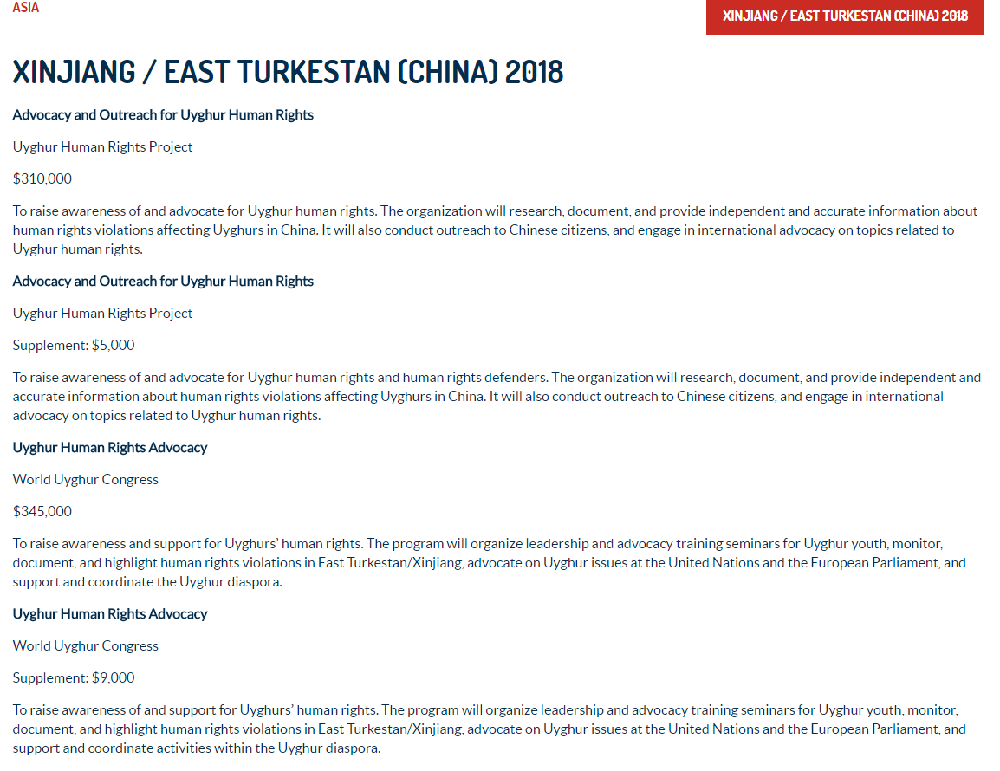 ASIA
XINJIANG / EAST TURKESTAN (CHINA) 2018
XINJIANG / EAST TURKESTAN (CHINA) 2018
Advocacy and Outreach for Uyghur Human Rights
Uyghur Human Rights Project
$310,000
To raise awareness of and advocate for Uyghur human rights. The organization will research, document, and provide independent and accurate information about
human rights violations affecting Uyghurs in China. It will also conduct outreach to Chinese citizens, and engage in international advocacy on topics related to
Uyghur human rights.
Advocacy and Outreach for Uyghur Human Rights
Uyghur Human Rights Project
Supplement: $5,000
To raise awareness of and advocate for Uyghur human rights and human rights defenders. The organization will research, document, and provide independent and
accurate information about human rights violations affecting Uyghurs in China. It will also conduct outreach to Chinese citizens, and engage in international
advocacy on topics related to Uyghur human rights.
Uyghur Human Rights Advocacy
World Uyghur Congress
$345,000
To raise awareness and support for Uyghurs’ human rights. The program will organize leadership and advocacy training seminars for Uyghur youth, monitor,
document, and highlight human rights violations in East Turkestan/Xinjiang, advocate on Uyghur issues at the United Nations and the European Parliament, and
support and coordinate the Uyghur diaspora.
Uyghur Human Rights Advocacy
World Uyghur Congress
Supplement: $9,000
To raise awareness of and support for Uyghurs’ human rights. The program will organize leadership and advocacy training seminars for Uyghur youth, monitor,
document, and highlight human rights violations in East Turkestan/Xinjiang, advocate on Uyghur issues at the United Nations and the European Parliament, and
support and coordinate activities within the Uyghur diaspora.